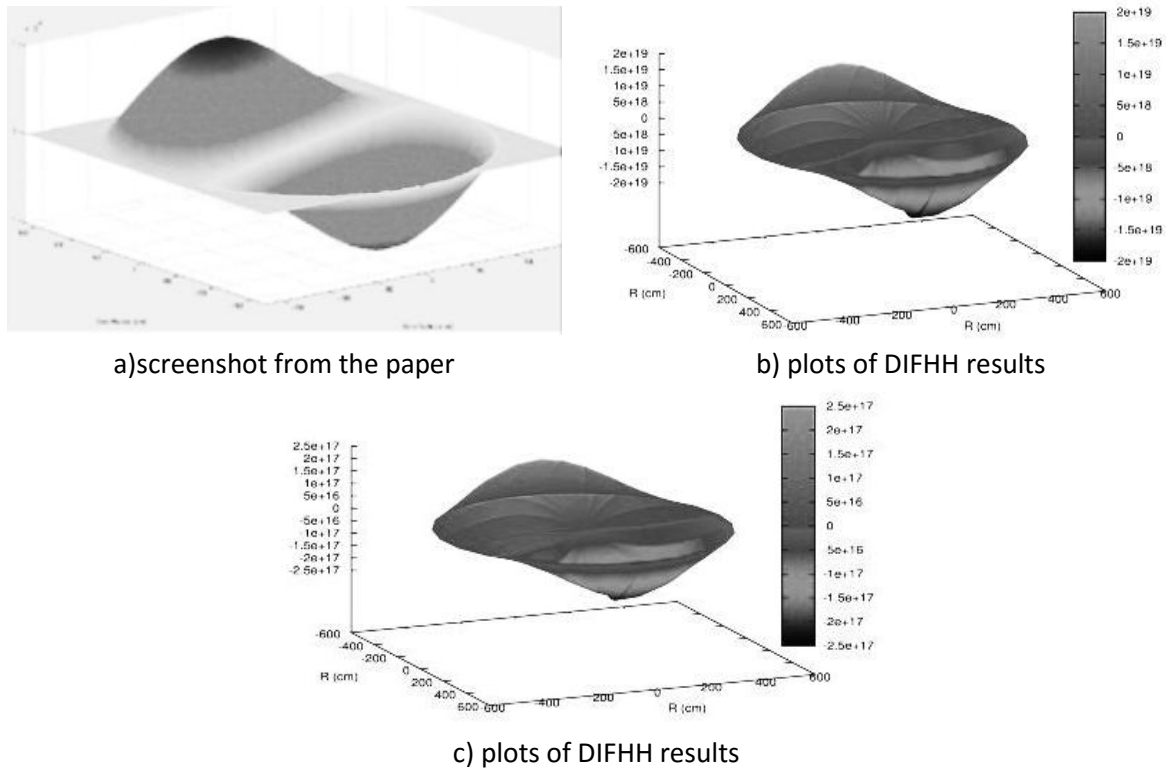 2e+19
1.5e+19
1e+19
5e+18
0
-5e+18
-1e+19
-1.5e+19
-2e+19
-600
-400
-200
0
200
400
600
R (cm)
-600
-400
-200
0
200
400
600
R (cm)
2e+19
1.5e+19
1e+19
5e+18
0
5e+18
-1e+19
-1.5e+19
2e+19
a)screenshot from the paper
b) plots of DIFHH results
2.5e+17
2e+17
1.5e+17
1e+17
5e+16
0
-5e+16
-1e+17
-1.5e+17
-2e+17
-2.5e+17
-600
-400
-200
0
200
400
600
R (cm)
-600
-400
-200
0
200
400
600
R (cm)
2.5e+17
2e+17
1.5e+17
1e+17
5e+16
0
5e+16
-1e+17
-1.5e+17
-2e+17
-2.5e+17
c) plots of DIFHH results